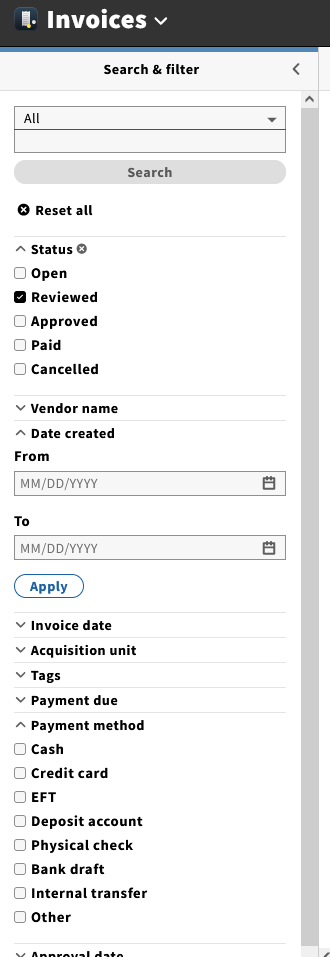 Invoices
Search & filter
All
Search
Reset all
Status
Open
Reviewed
Approved
Paid
Cancelled
Vendor name
Date created
From
MM/DD/YYYY
To
MM/DD/YYYY
Apply
Invoice date
Acquisition unit
Tags
Payment due
Payment method
Cash
Credit card
EFT
Deposit account
Physical check
Bank draft
Internal transfer
Other
Approval date